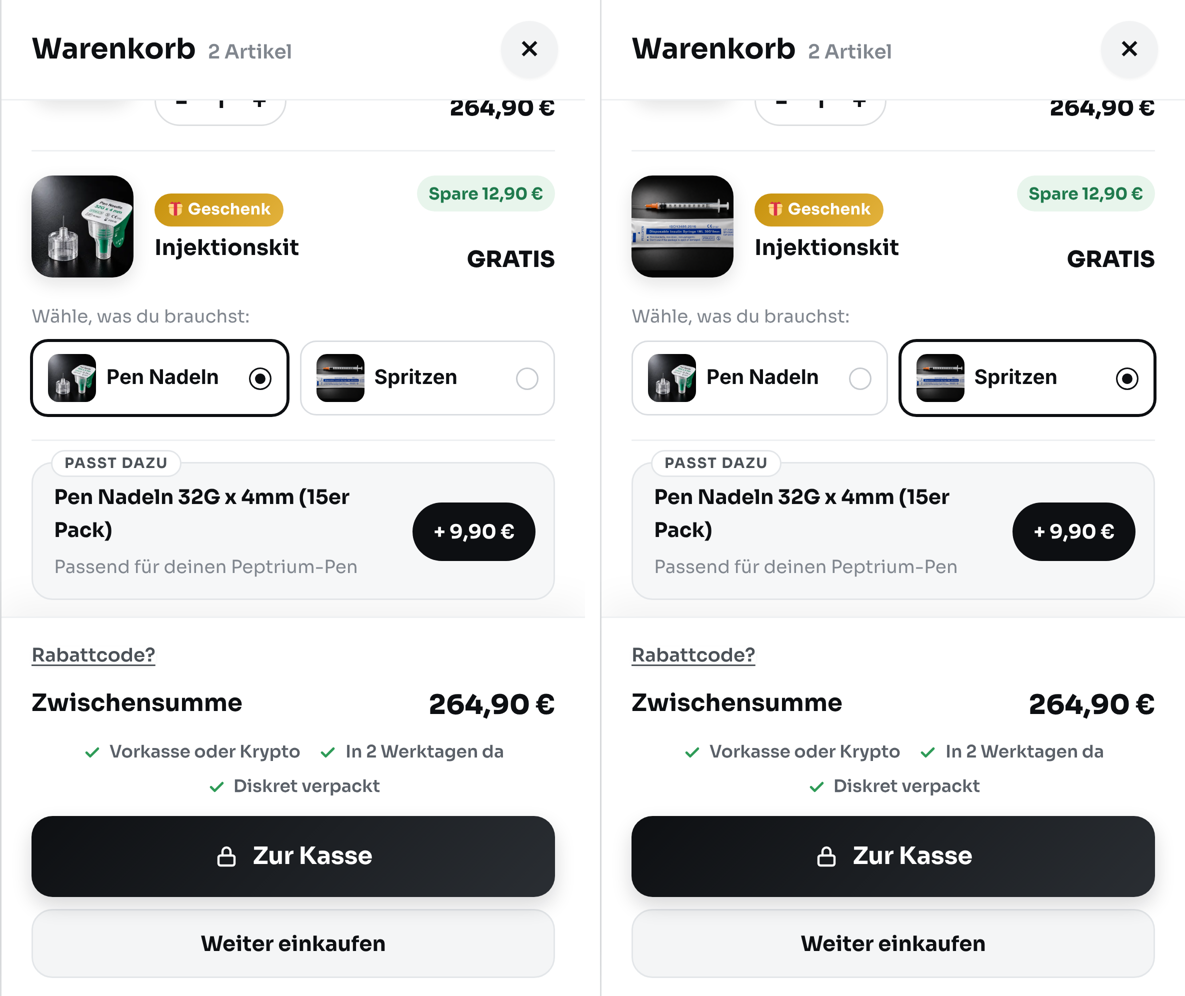 Warenkorb 2 Artikel ✕
- 1 + 264,90 €
Spare 12,90 €
Geschenk
Injektionskit
GRATIS
Wähle, was du brauchst:
Pen Nadeln Spritzen
PASST DAZU
Pen Nadeln 32G x 4mm (15er
Pack)
+ 9,90 €
Passend für deinen Peptrium-Pen
Rabattcode?
Zwischensumme 264,90 €
Vorkasse oder Krypto In 2 Werktagen da
Diskret verpackt
Zur Kasse
Weiter einkaufen
Warenkorb 2 Artikel ✕
- 1 + 264,90 €
Spare 12,90 €
Geschenk
Injektionskit
GRATIS
Wähle, was du brauchst:
Pen Nadeln Spritzen
PASST DAZU
Pen Nadeln 32G x 4mm (15er
Pack)
+ 9,90 €
Passend für deinen Peptrium-Pen
Rabattcode?
Zwischensumme 264,90 €
Vorkasse oder Krypto In 2 Werktagen da
Diskret verpackt
Zur Kasse
Weiter einkaufen